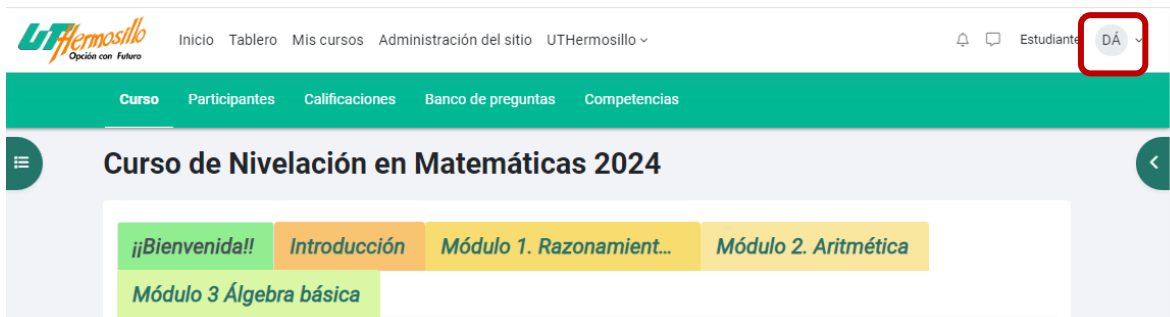 UTHermosillo
Opción con Futuro
Inicio Tablero Mis cursos Administración del sitio UTHermosillo
Estudiante DÁ
Curso Participantes Calificaciones Banco de preguntas Competencias
Curso de Nivelación en Matemáticas 2024
¡¡Bienvenida!! Introducción Módulo 1. Razonamient... Módulo 2. Aritmética
Módulo 3 Álgebra básica